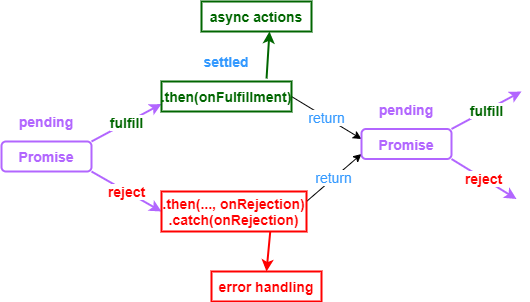 async actions
settled
.then(onFulfillment)
pending
fulfill
return
pending
fulfill
Promise
Promise
reject
return
reject
.then(..., onRejection)
.catch(onRejection)
error handling